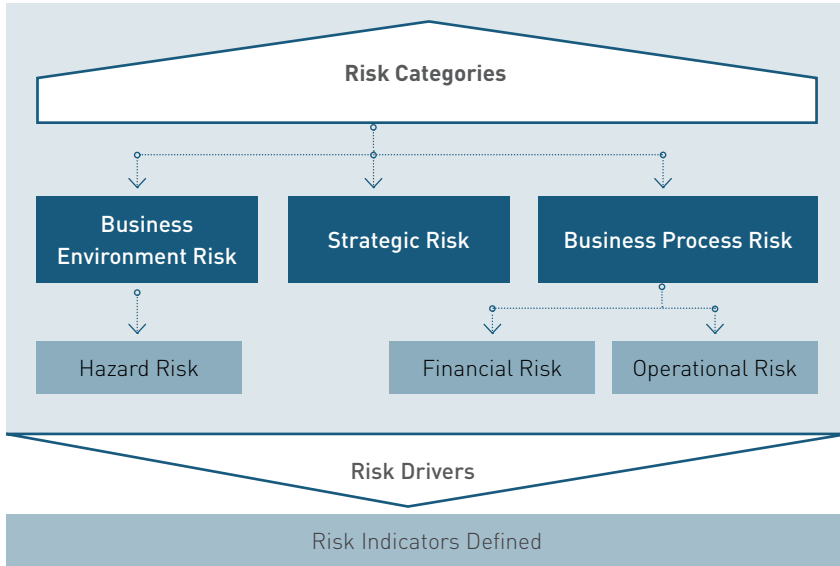 Risk Categories
Business
Environment Risk
Strategic Risk
Business Process Risk
Hazard Risk
Financial Risk
Operational Risk
Risk Drivers
Risk Indicators Defined